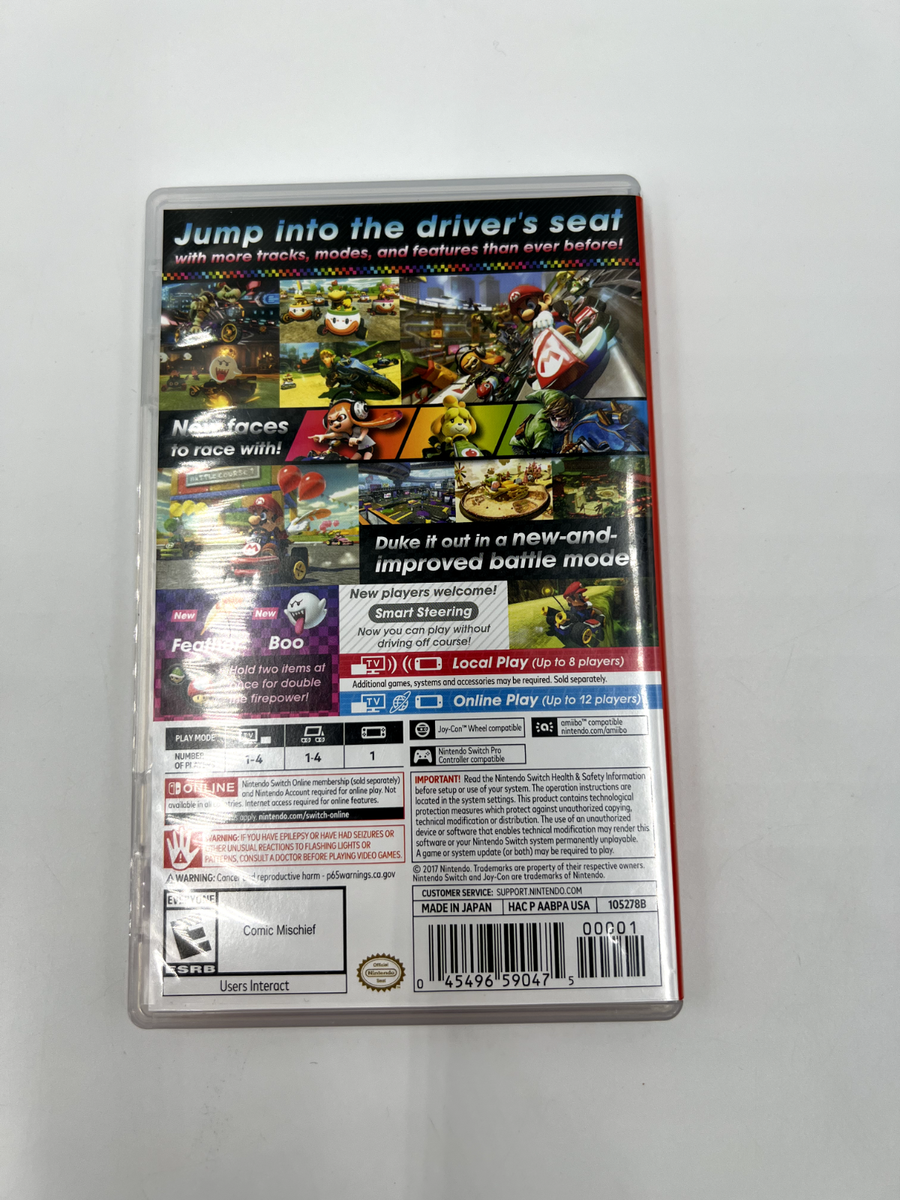 Jump into the driver's seat
with more tracks, modes, and features than ever before!
New faces
to race with!
Duke it out in a new-and-
improved battle mode
New
New
Boo
Hold two items at
once for double
the firepower!
New players welcome!
Smart Steering
Now you can play without
driving off course!
TV Local Play (Up to 8 players)
Additional games, systems and accessories may be required. Sold separately.
TV Online Play (Up to 12 players)
PLAY MODE
TV
NUMBER
OF
1-4 1-4 1
Joy-Con™ Wheel compatible
amiibo™ compatible
nintendo.com/amiibo
Nintendo Switch Pro
Controller compatible
ONLINE
Nintendo Switch Online membership (sold separately)
and Nintendo Account required for online play. Not
available in all countries. Internet access required for online features.
apply. nintendo.com/switch-online
WARNING: IF YOU HAVE EPILEPSY OR HAVE HAD SEIZURES OR
OTHER UNUSUAL REACTIONS TO FLASHING LIGHTS OR
PATTERNS, CONSULT A DOCTOR BEFORE PLAYING VIDEO GAMES.
WARNING: Cancer and reproductive harm - p65warnings.ca.gov
IMPORTANT! Read the Nintendo Switch Health & Safety Information
before setup or use of your system. The operation instructions are
located in the system settings. This product contains technological
protection measures which protect against unauthorized copying,
technical modification or distribution. The use of an unauthorized
device or software that enables technical modification may render this
software or your Nintendo Switch system permanently unplayable.
A game or system update (or both) may be required to play.
© 2017 Nintendo. Trademarks are property of their respective owners.
Nintendo Switch and Joy-Con are trademarks of Nintendo.
CUSTOMER SERVICE: SUPPORT.NINTENDO.COM
MADE IN JAPAN HAC P AABPA USA 105278B
EVERYONE
E
ESRB
Comic Mischief
Users Interact
Official
Nintendo
Seal
00001
0 45496 59047 5